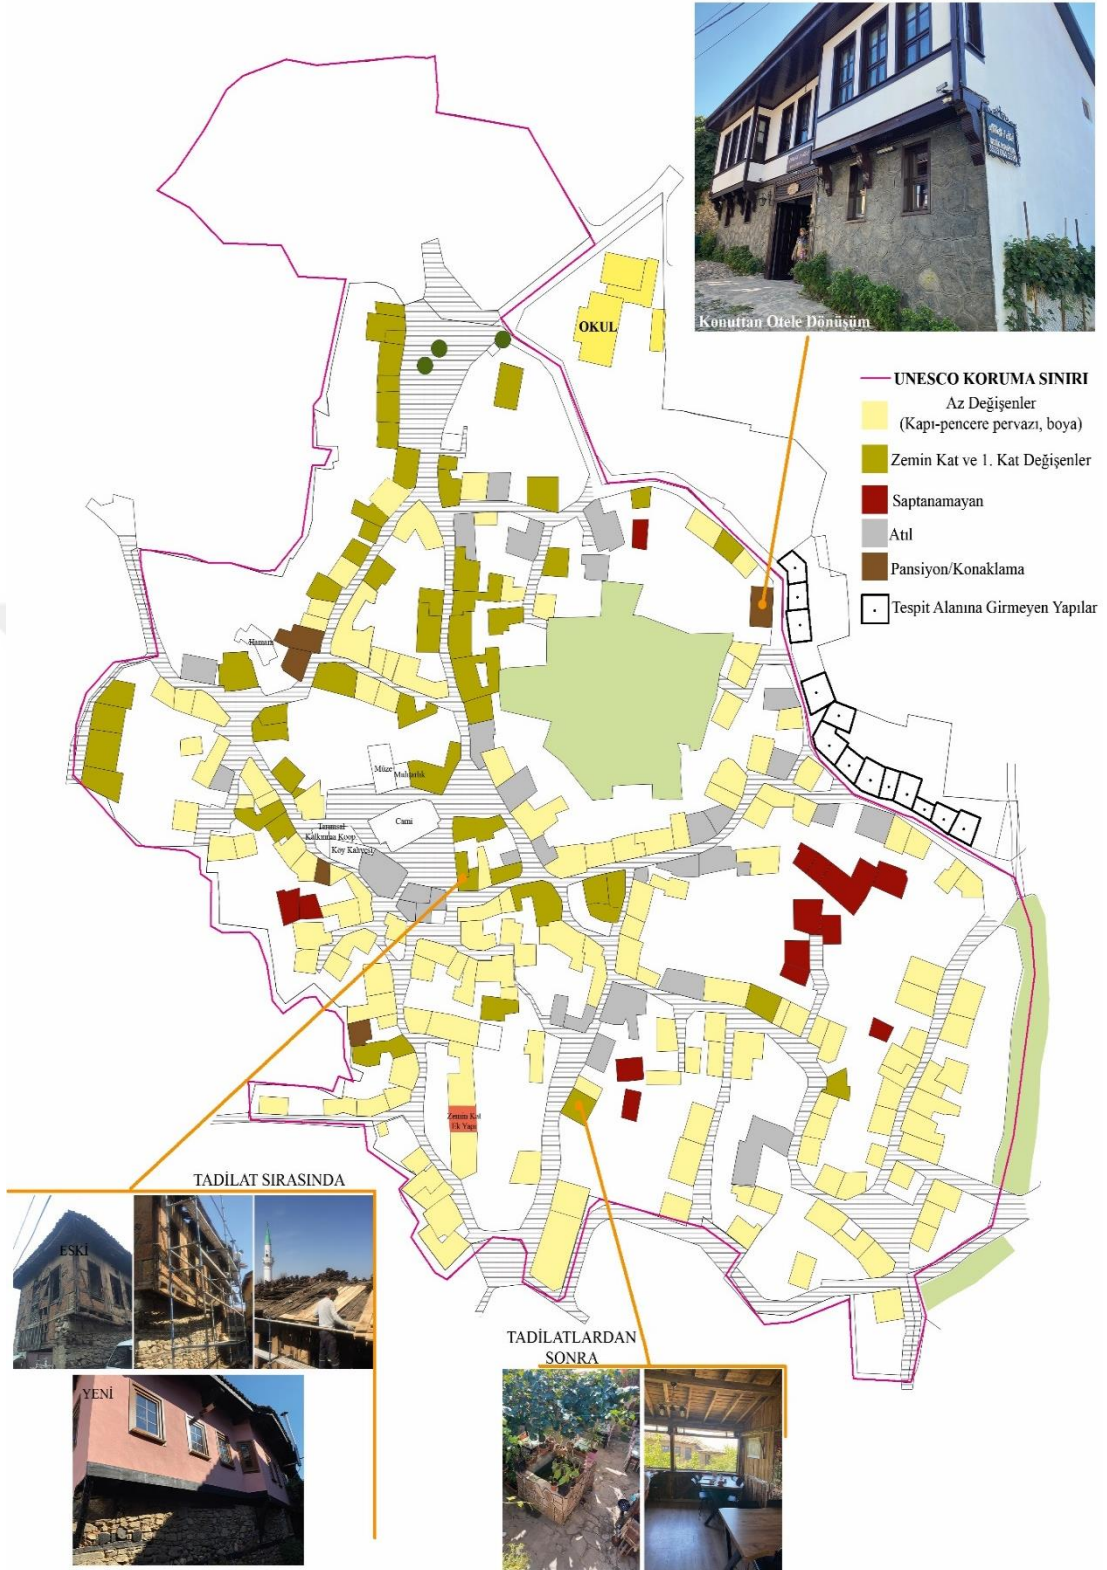 Konuttan Otele Dönüşüm
OKUL
UNESCO KORUMA SINIRI
Az Değişenler
(Kapı-pencere pervazı, boya)
Zemin Kat ve 1. Kat Değişenler
Saptanamayan
Atıl
Pansiyon/Konaklama
Tespit Alanına Girmeyen Yapılar
Hamam
Müze
Muhtarlık
Cami
Tarımsal
Kalkınma Koop
Köy Kahvesi
Zemin Kat
Ek Yapı
TADİLAT SIRASINDA
ESKİ
YENİ
TADİLATLARDAN
SONRA